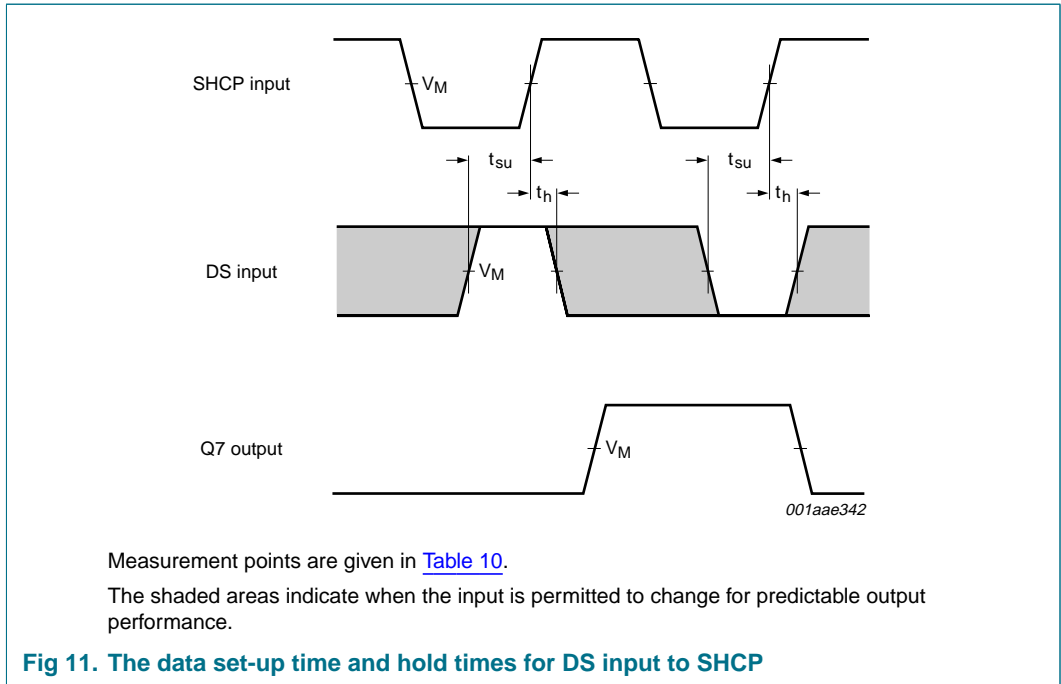 SHCP input
VM
tsu
tsu
th
th
DS input
VM
Q7 output
VM
001aae342
Measurement points are given in Table 10.
The shaded areas indicate when the input is permitted to change for predictable output
performance.
Fig 11. The data set-up time and hold times for DS input to SHCP